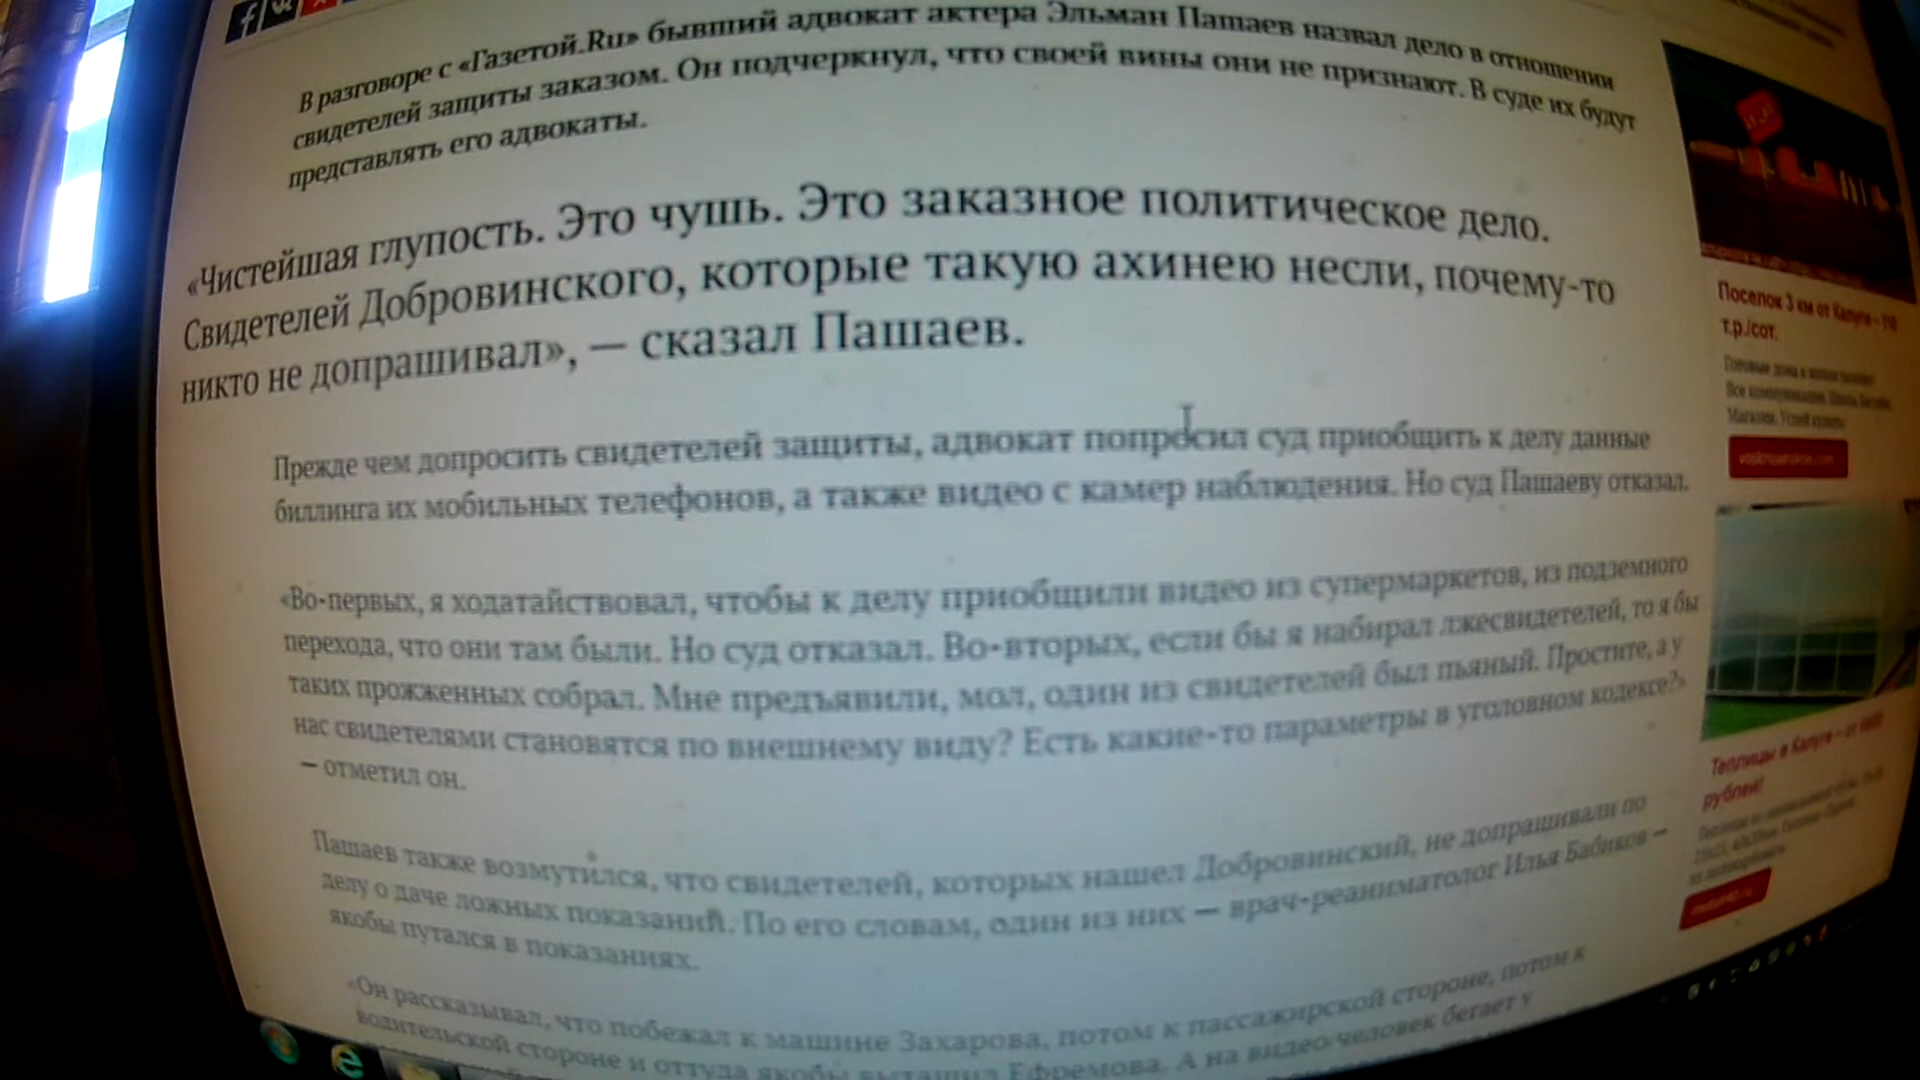 В разговоре с «Газетой.Ru» бывший адвокат актера Эльман Пашаев назвал дело в отношении
свидетелей защиты заказом. Он подчеркнул, что своей вины они не признают. В суде их будут
представлять его адвокаты.
«Чистейшая глупость. Это чушь. Это заказное политическое дело.
Свидетелей Добровинского, которые такую ахинею несли, почему-то
никто не допрашивал», — сказал Пашаев.
Прежде чем допросить свидетелей защиты, адвокат попросил суд приобщить к делу данные
биллинга их мобильных телефонов, а также видео с камер наблюдения. Но суд Пашаеву отказал.
«Во-первых, я ходатайствовал, чтобы к делу приобщили видео из супермаркетов, из подземного
перехода, что они там были. Но суд отказал. Во-вторых, если бы я набирал лжесвидетелей, то я бы
таких прожженных собрал. Мне предъявили, мол, один из свидетелей был пьяный. Простите, а у
нас свидетелями становятся по внешнему виду? Есть какие-то параметры в уголовном кодексе?»
— отметил он.
Пашаев также возмутился, что свидетелей, которых нашел Добровинский, не допрашивали по
делу о даче ложных показаний. По его словам, один из них — врач-реаниматолог Илья Бабиков —
якобы путался в показаниях.
«Он рассказывал, что побежал к машине Захарова, потом к пассажирской стороне, потом к
водительской стороне и оттуда якобы вытащил Ефремова. А на видео человек бегает у
Поселок 3 км от Калуги –
т.р./сот.
Теплицы в Калуге – от
рублей!